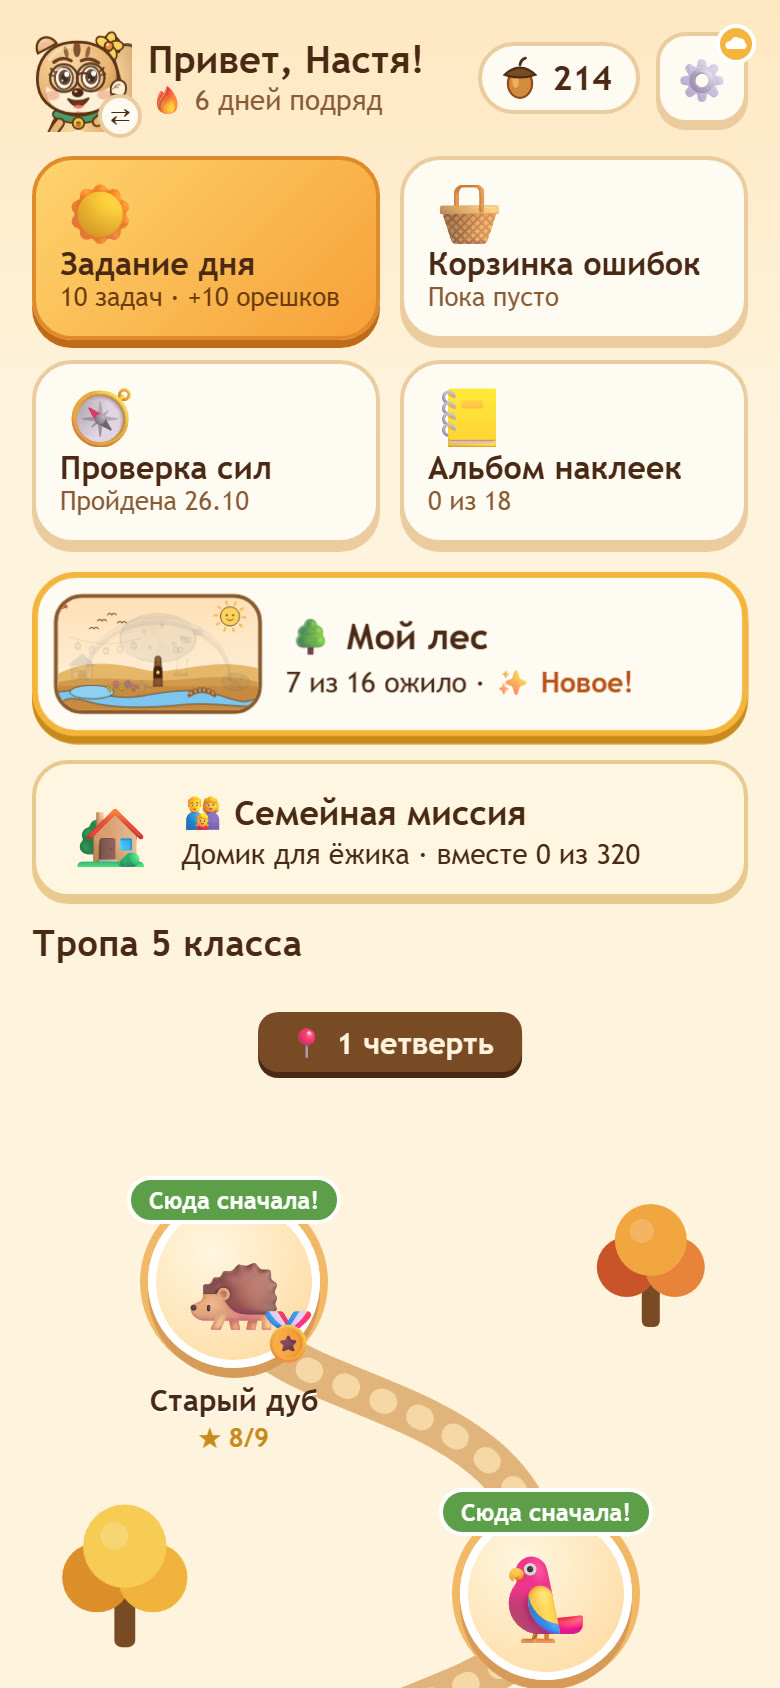 Привет, Настя!
6 дней подряд
214
Задание дня
10 задач · +10 орешков
Корзинка ошибок
Пока пусто
Проверка сил
Пройдена 26.10
Альбом наклеек
0 из 18
Мой лес
7 из 16 ожило · ✨ Новое!
Семейная миссия
Домик для ёжика · вместе 0 из 320
Тропа 5 класса
1 четверть
Сюда сначала!
Старый дуб
★ 8/9
Сюда сначала!